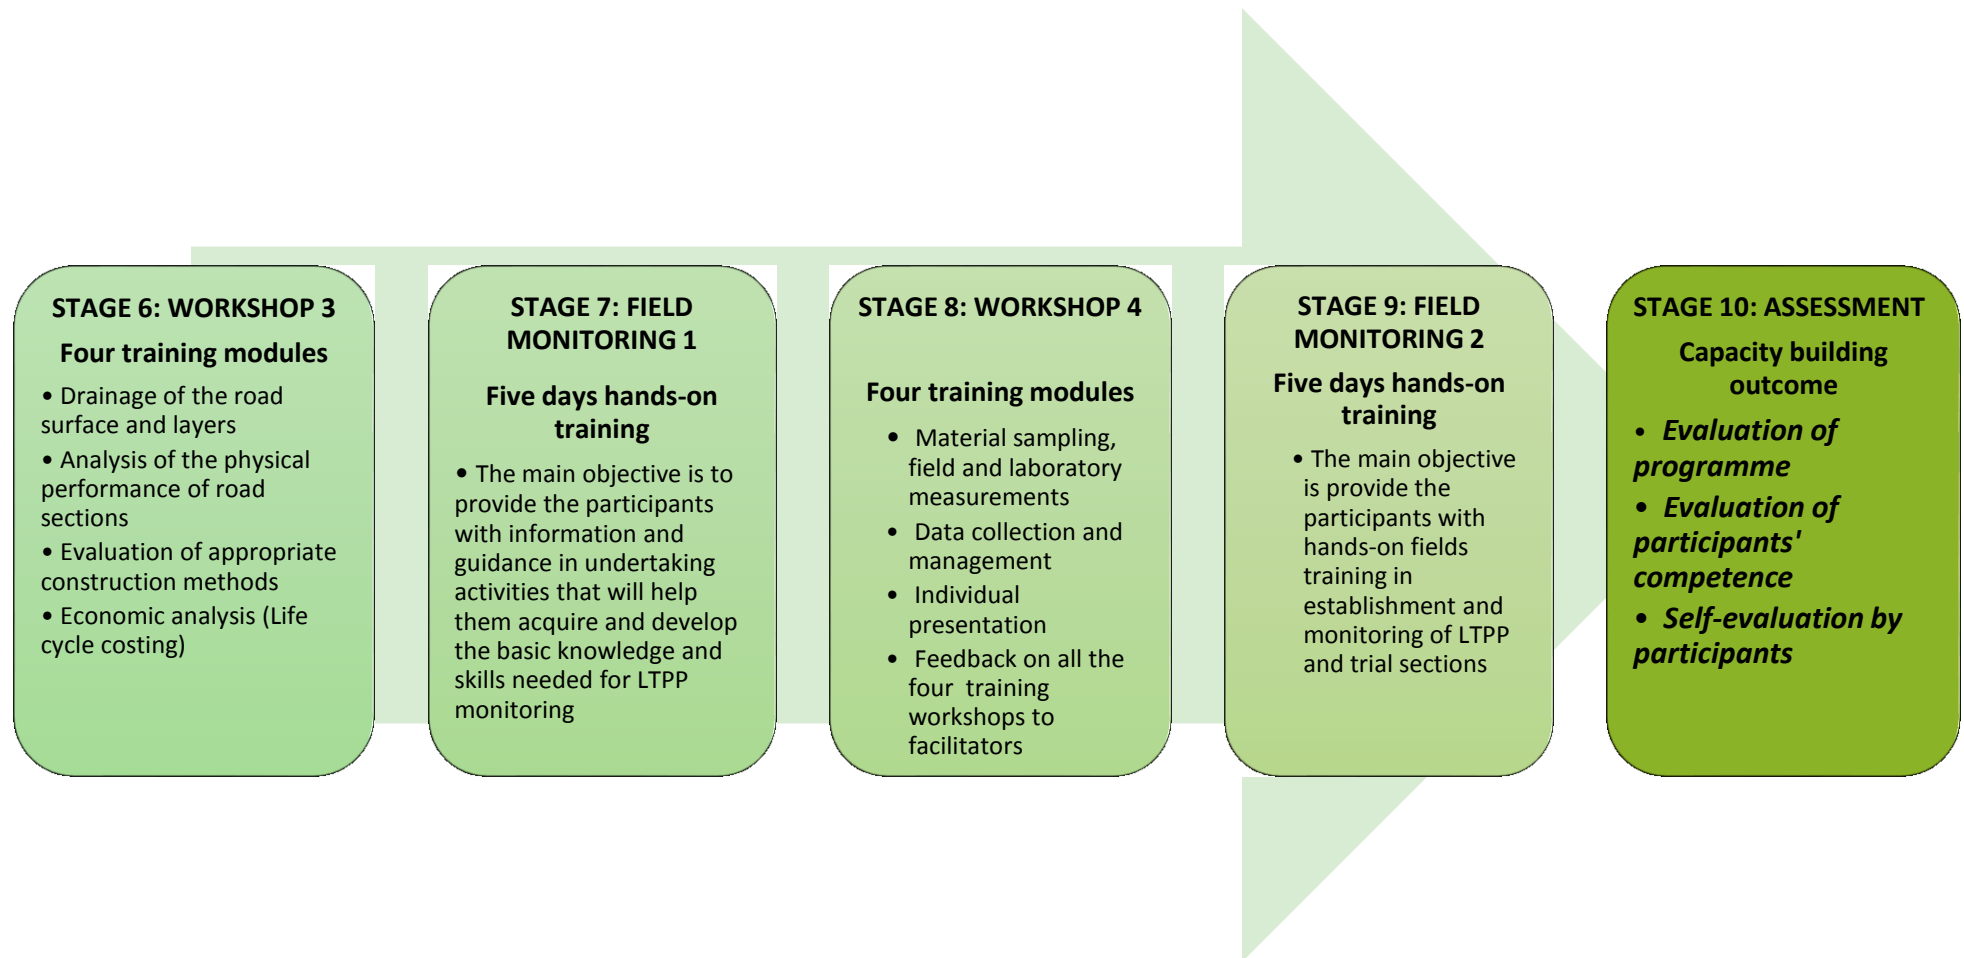 STAGE 6: WORKSHOP 3
Four training modules
• Drainage of the road
surface and layers
• Analysis of the physical
performance of road
sections
• Evaluation of appropriate
construction methods
• Economic analysis (Life
cycle costing)
STAGE 7: FIELD
MONITORING 1
Five days hands-on
training
• The main objective is to
provide the participants
with information and
guidance in undertaking
activities that will help
them acquire and develop
the basic knowledge and
skills needed for LTPP
monitoring
STAGE 8: WORKSHOP 4
Four training modules
• Material sampling,
field and laboratory
measurements
• Data collection and
management
• Individual
presentation
• Feedback on all the
four training
workshops to
facilitators
STAGE 9: FIELD
MONITORING 2
Five days hands-on
training
• The main objective
is provide the
participants with
hands-on fields
training in
establishment and
monitoring of LTPP
and trial sections
STAGE 10: ASSESSMENT
Capacity building
outcome
• Evaluation of
programme
• Evaluation of
participants'
competence
• Self-evaluation by
participants